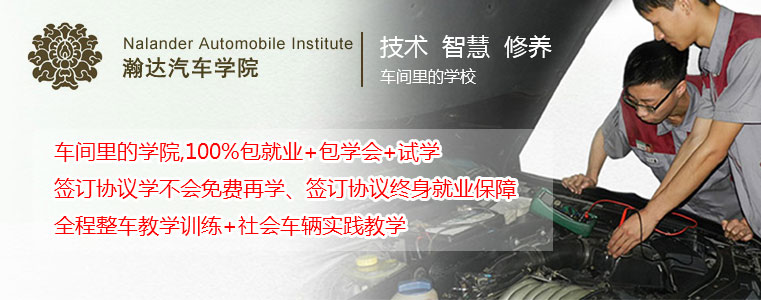 Nalander Automobile Institute
瀚达汽车学院
技术 智慧 修养
车间里的学校
车间里的学院,100%包就业+包学会+试学
签订协议学不会免费再学、签订协议终身就业保障
全程整车教学训练+社会车辆实践教学